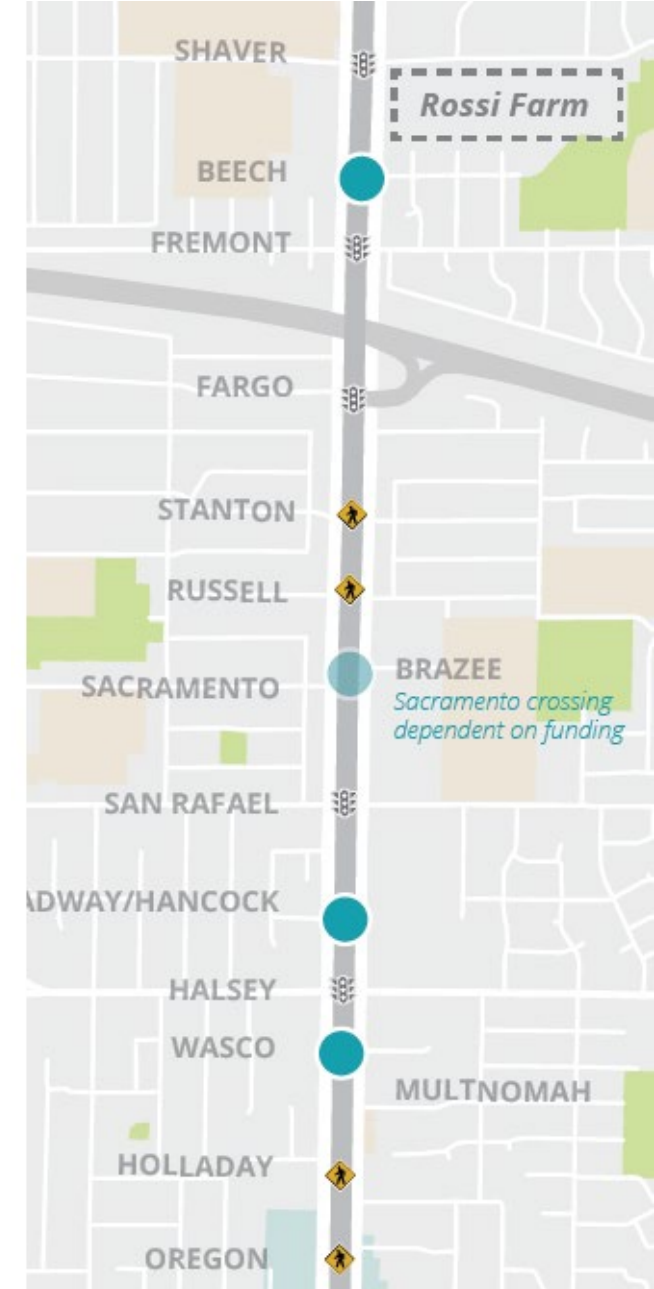 SHAVER
Rossi Farm
BEECH
FREMONT
FARGO
STANTON
RUSSELL
BRAZEE
SACRAMENTO
Sacramento crossing
dependent on funding
SAN RAFAEL
ADWAY/HANCOCK
HALSEY
WASCO
MULTNOMAH
HOLLADAY
OREGON